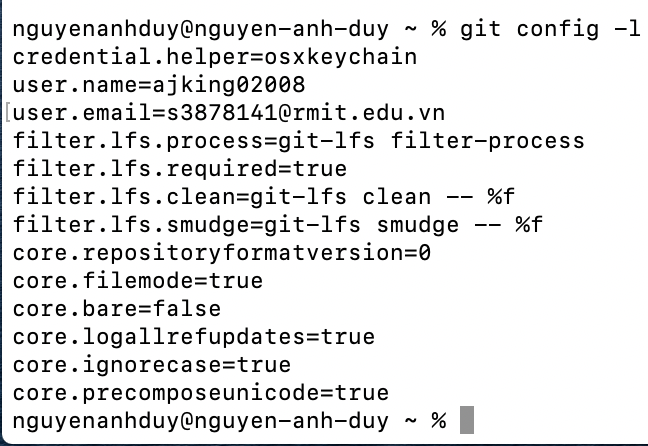 nguyenanhduy@nguyen-anh-duy ~ % git config -l
credential.helper=osxkeychain
user.name=ajking02008
[user.email=s3878141@rmit.edu.vn
filter.lfs.process=git-lfs filter-process
filter.lfs.required=true
filter.lfs.clean=git-lfs clean -- %f
filter.lfs.smudge=git-lfs smudge -- %f
core.repositoryformatversion=0
core.filemode=true
core.bare=false
core.logallrefupdates=true
core.ignorecase=true
core.precomposeunicode=true
nguyenanhduy@nguyen-anh-duy ~ %